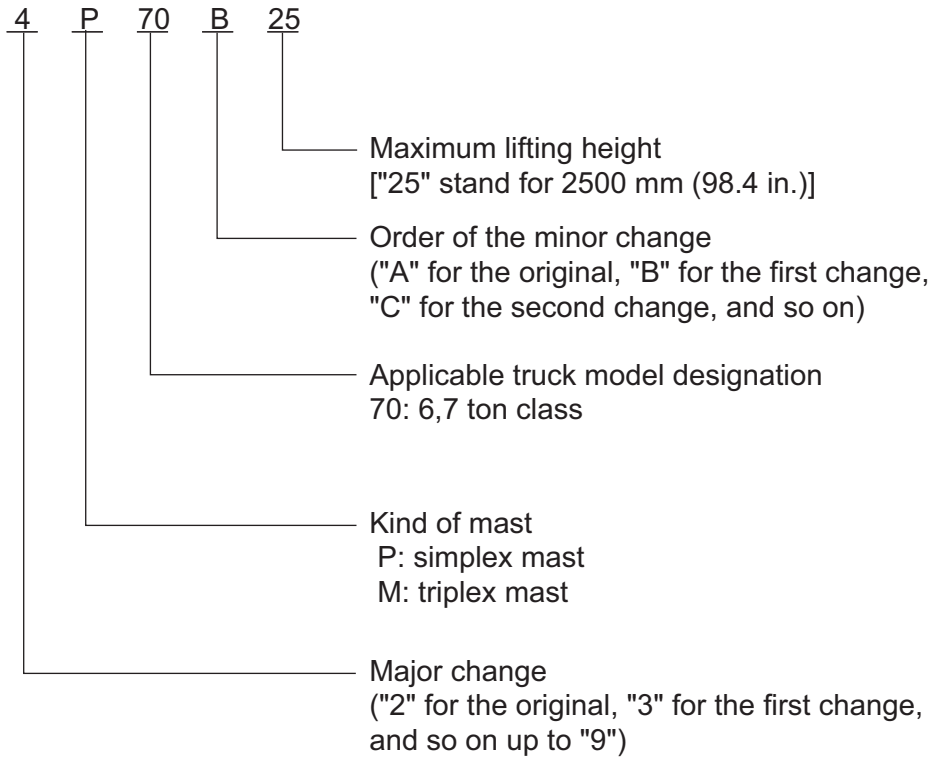 4 P 70 B 25
Maximum lifting height
["25" stand for 2500 mm (98.4 in.)]
Order of the minor change
("A" for the original, "B" for the first change,
"C" for the second change, and so on)
Applicable truck model designation
70: 6,7 ton class
Kind of mast
P: simplex mast
M: triplex mast
Major change
("2" for the original, "3" for the first change,
and so on up to "9")